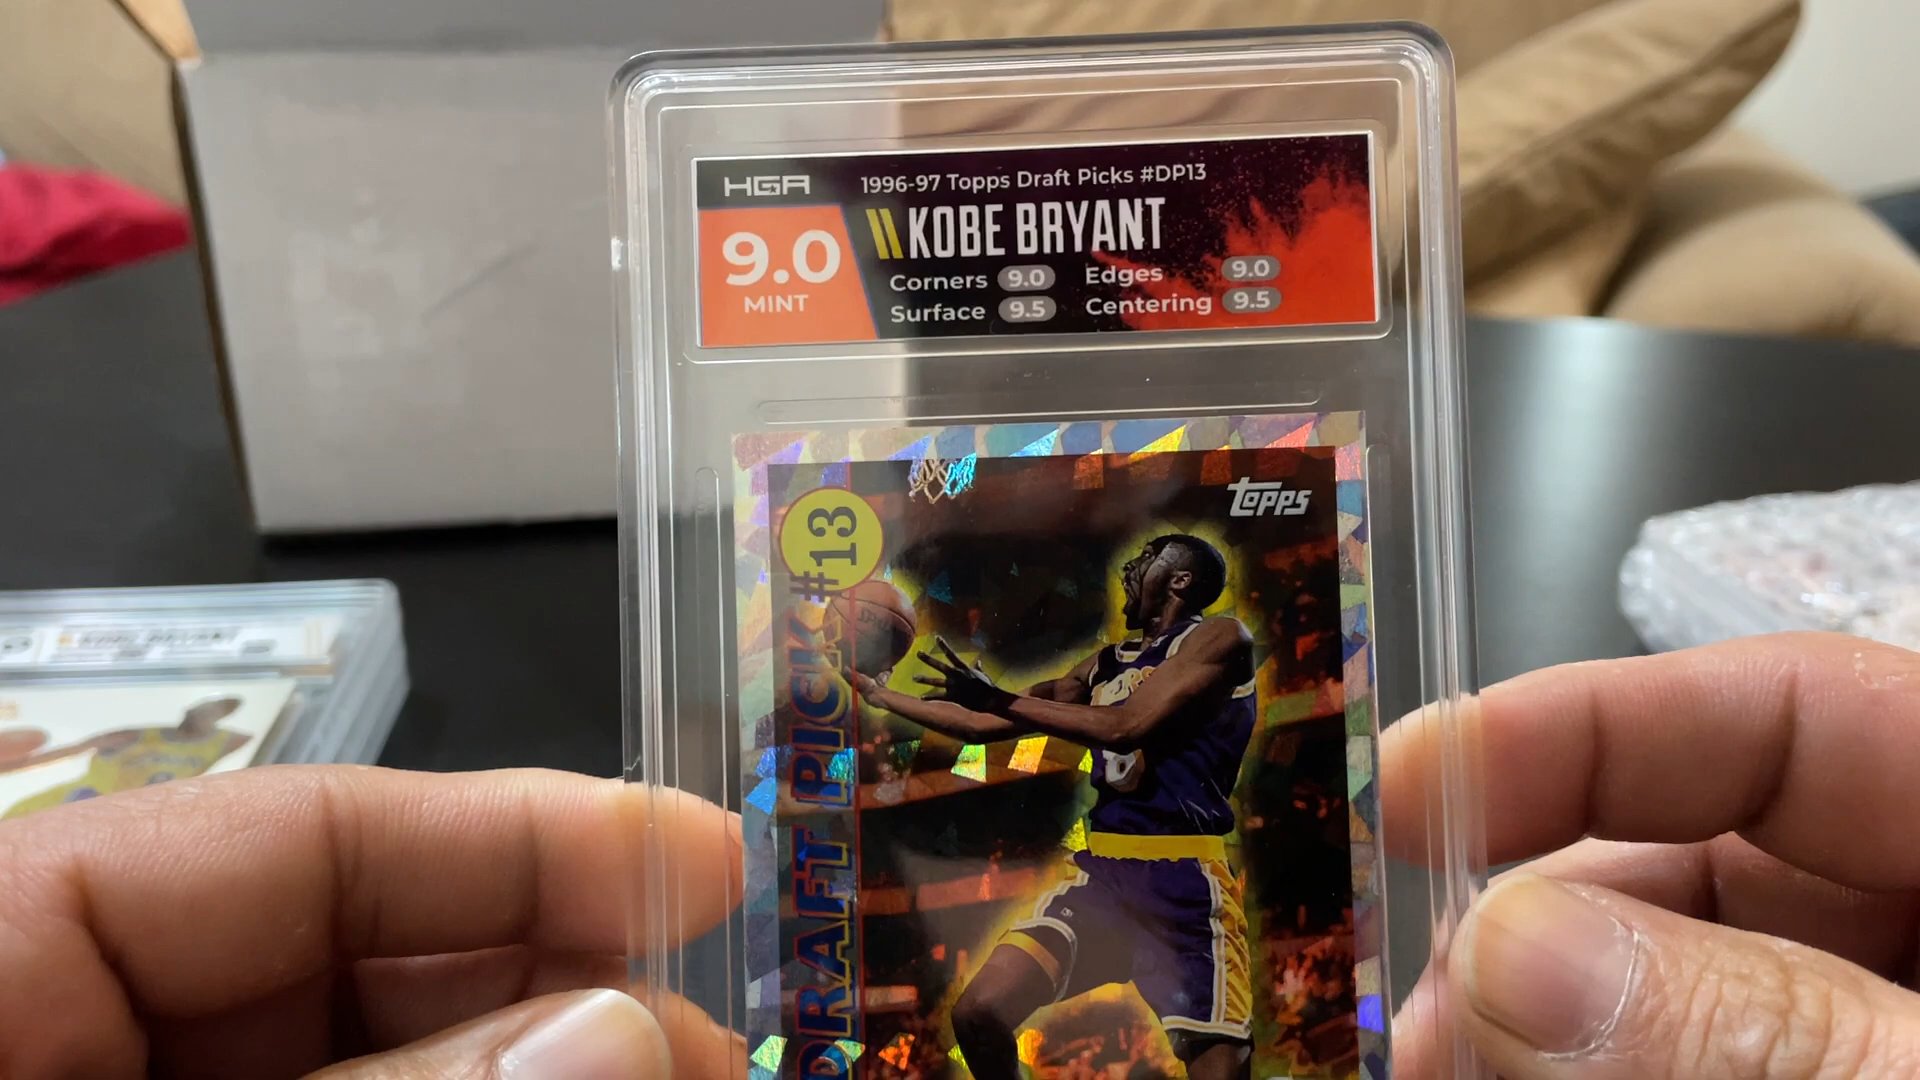 HGA
1996-97 Topps Draft Picks #DP13
KOBE BRYANT
9.0
MINT
Corners 9.0 Edges 9.0
Surface 9.5 Centering 9.5
TOPPS
DRAFT PICK #13